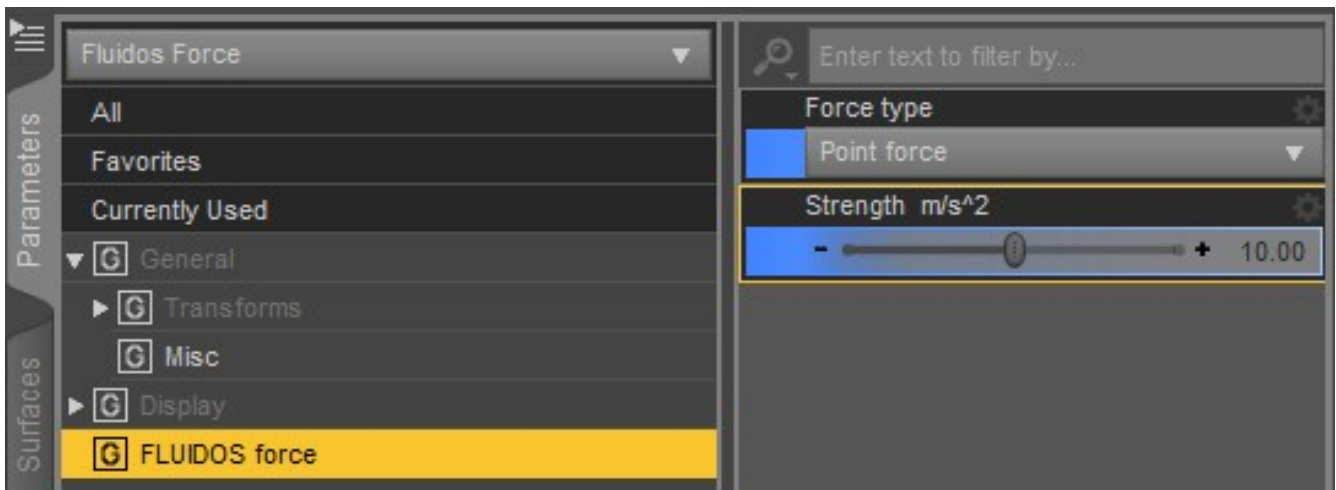 Parameters
Surfaces
Fluidos Force
All
Favorites
Currently Used
G General
G Transforms
G Misc
G Display
G FLUIDOS force
Enter text to filter by...
Force type
Point force
Strength m/s^2
- + 10.00